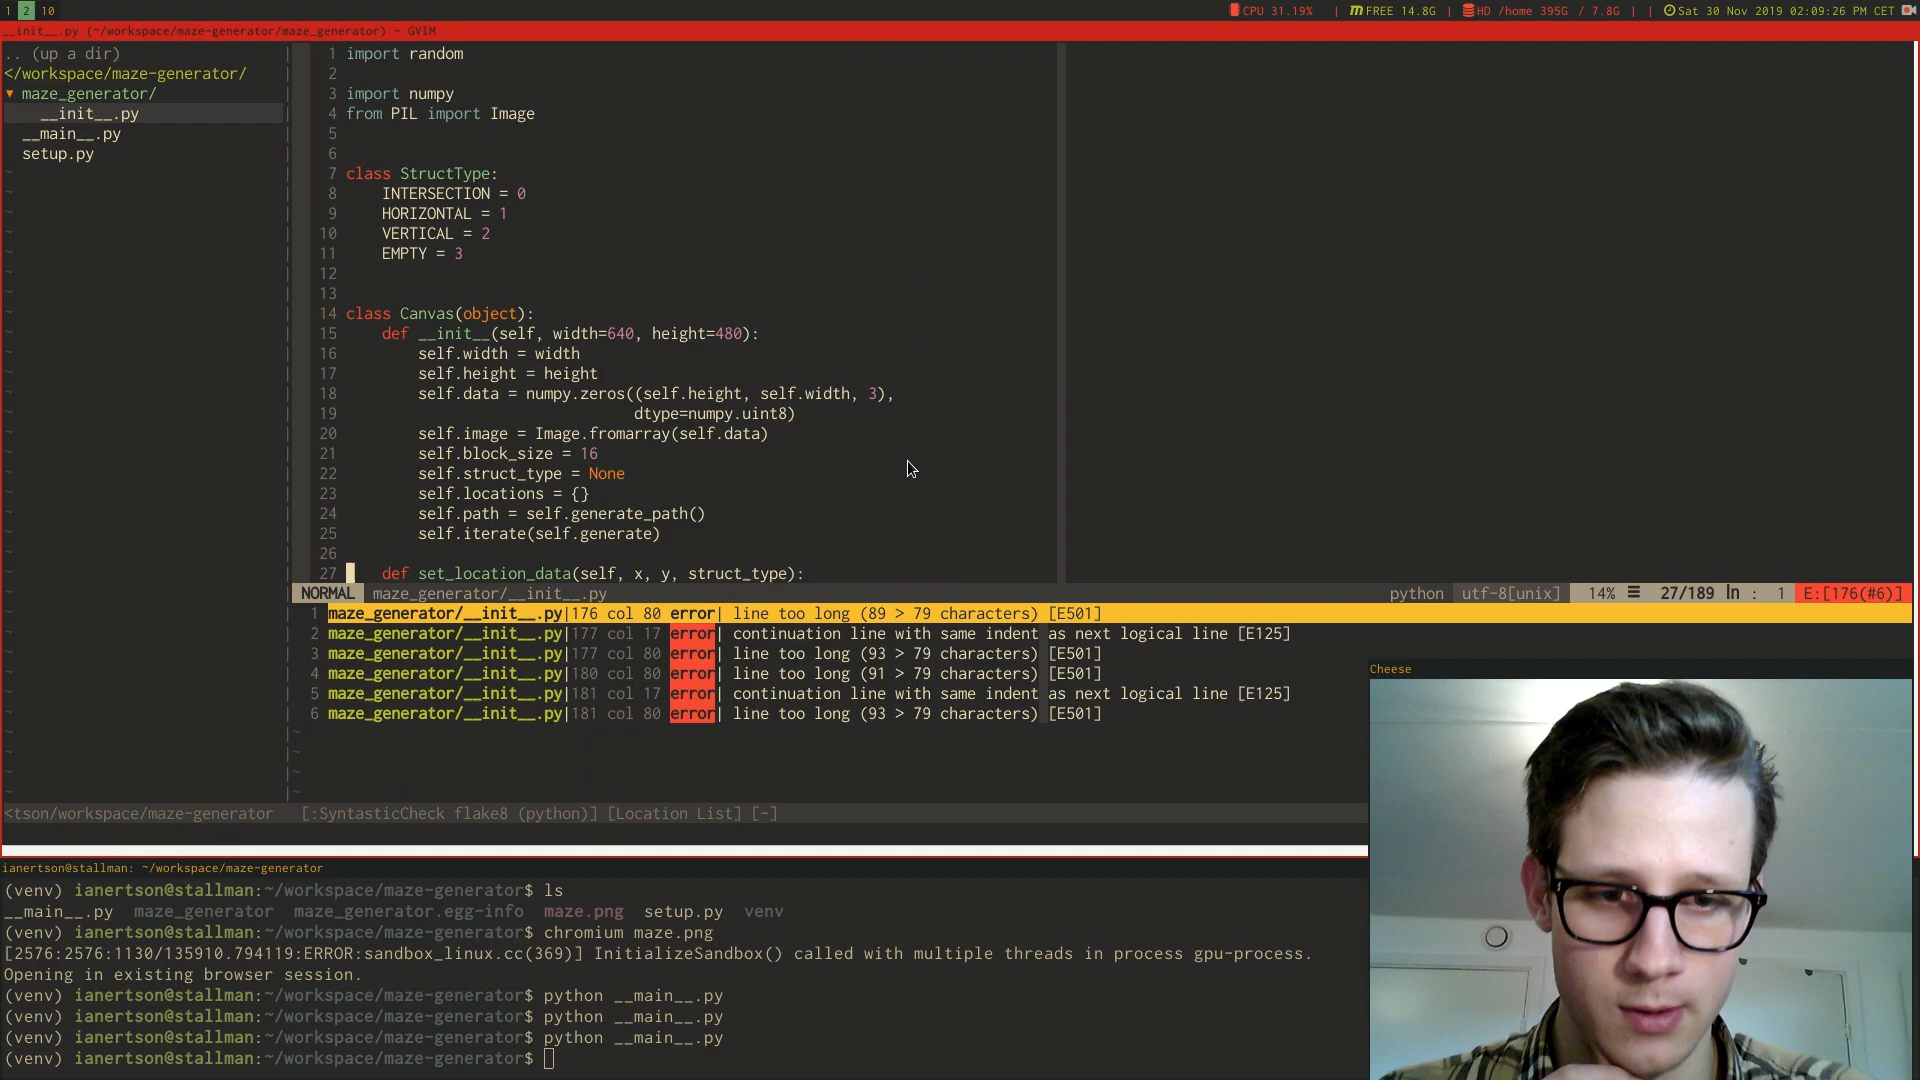 1 2 10 CPU 31.19% | FREE 14.8G | HD /home 395G / 7.8G | | Sat 30 Nov 2019 02:09:26 PM CET
__init__.py (~/workspace/maze-generator/maze_generator) - GVIM
.. (up a dir)
</workspace/maze-generator/
▾ maze_generator/
__init__.py
__main__.py
setup.py
1 import random
2
3 import numpy
4 from PIL import Image
5
6
7 class StructType:
8     INTERSECTION = 0
9     HORIZONTAL = 1
10     VERTICAL = 2
11     EMPTY = 3
12
13
14 class Canvas(object):
15     def __init__(self, width=640, height=480):
16         self.width = width
17         self.height = height
18         self.data = numpy.zeros((self.height, self.width, 3),
19                                 dtype=numpy.uint8)
20         self.image = Image.fromarray(self.data)
21         self.block_size = 16
22         self.struct_type = None
23         self.locations = {}
24         self.path = self.generate_path()
25         self.iterate(self.generate)
26
27     def set_location_data(self, x, y, struct_type):
NORMAL maze_generator/__init__.py python utf-8[unix] 14% ☰ 27/189 ln : 1 E:[176(#6)]
1 maze_generator/__init__.py|176 col 80 error| line too long (89 > 79 characters) [E501]
2 maze_generator/__init__.py|177 col 17 error| continuation line with same indent as next logical line [E125]
3 maze_generator/__init__.py|177 col 80 error| line too long (93 > 79 characters) [E501]
4 maze_generator/__init__.py|180 col 80 error| line too long (91 > 79 characters) [E501]
5 maze_generator/__init__.py|181 col 17 error| continuation line with same indent as next logical line [E125]
6 maze_generator/__init__.py|181 col 80 error| line too long (93 > 79 characters) [E501]
<tson/workspace/maze-generator [:SyntasticCheck flake8 (python)] [Location List] [-]
Cheese
ianertson@stallman: ~/workspace/maze-generator
(venv) ianertson@stallman:~/workspace/maze-generator$ ls
__main__.py maze_generator maze_generator.egg-info maze.png setup.py venv
(venv) ianertson@stallman:~/workspace/maze-generator$ chromium maze.png
[2576:2576:1130/135910.794119:ERROR:sandbox_linux.cc(369)] InitializeSandbox() called with multiple threads in process gpu-process.
Opening in existing browser session.
(venv) ianertson@stallman:~/workspace/maze-generator$ python __main__.py
(venv) ianertson@stallman:~/workspace/maze-generator$ python __main__.py
(venv) ianertson@stallman:~/workspace/maze-generator$ python __main__.py
(venv) ianertson@stallman:~/workspace/maze-generator$